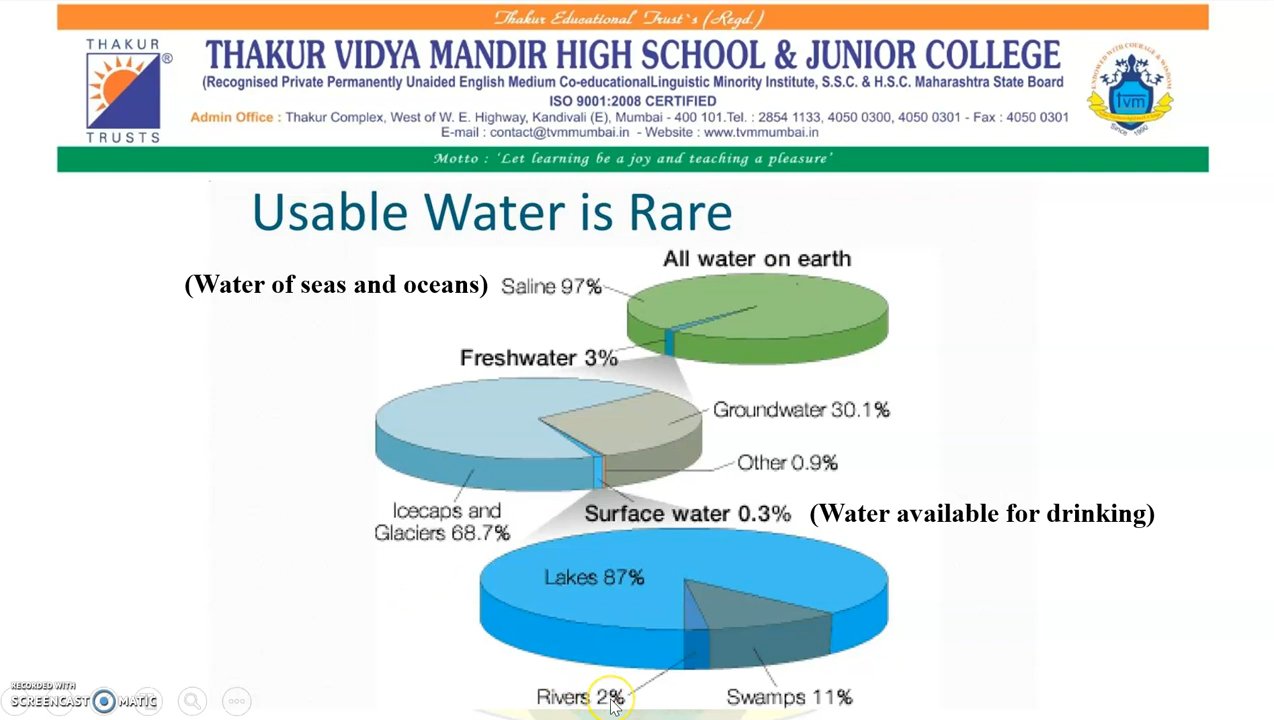 Thakur Educational Trust`s (Regd.)
THAKUR
TRUSTS
®
THAKUR VIDYA MANDIR HIGH SCHOOL & JUNIOR COLLEGE
(Recognised Private Permanently Unaided English Medium Co-educationalLinguistic Minority Institute, S.S.C. & H.S.C. Maharashtra State Board
ISO 9001:2008 CERTIFIED
Admin Office : Thakur Complex, West of W. E. Highway, Kandivali (E), Mumbai - 400 101.Tel. : 2854 1133, 4050 0300, 4050 0301 - Fax : 4050 0301
E-mail : contact@tvmmumbai.in - Website : www.tvmmumbai.in
tvm
Since 1990
Motto : 'Let learning be a joy and teaching a pleasure'
Usable Water is Rare
All water on earth
(Water of seas and oceans) Saline 97%
Freshwater 3%
Groundwater 30.1%
Other 0.9%
Icecaps and
Glaciers 68.7%
Surface water 0.3% (Water available for drinking)
Lakes 87%
Rivers 2%
Swamps 11%
RECORDED WITH
SCREENCAST MATIC